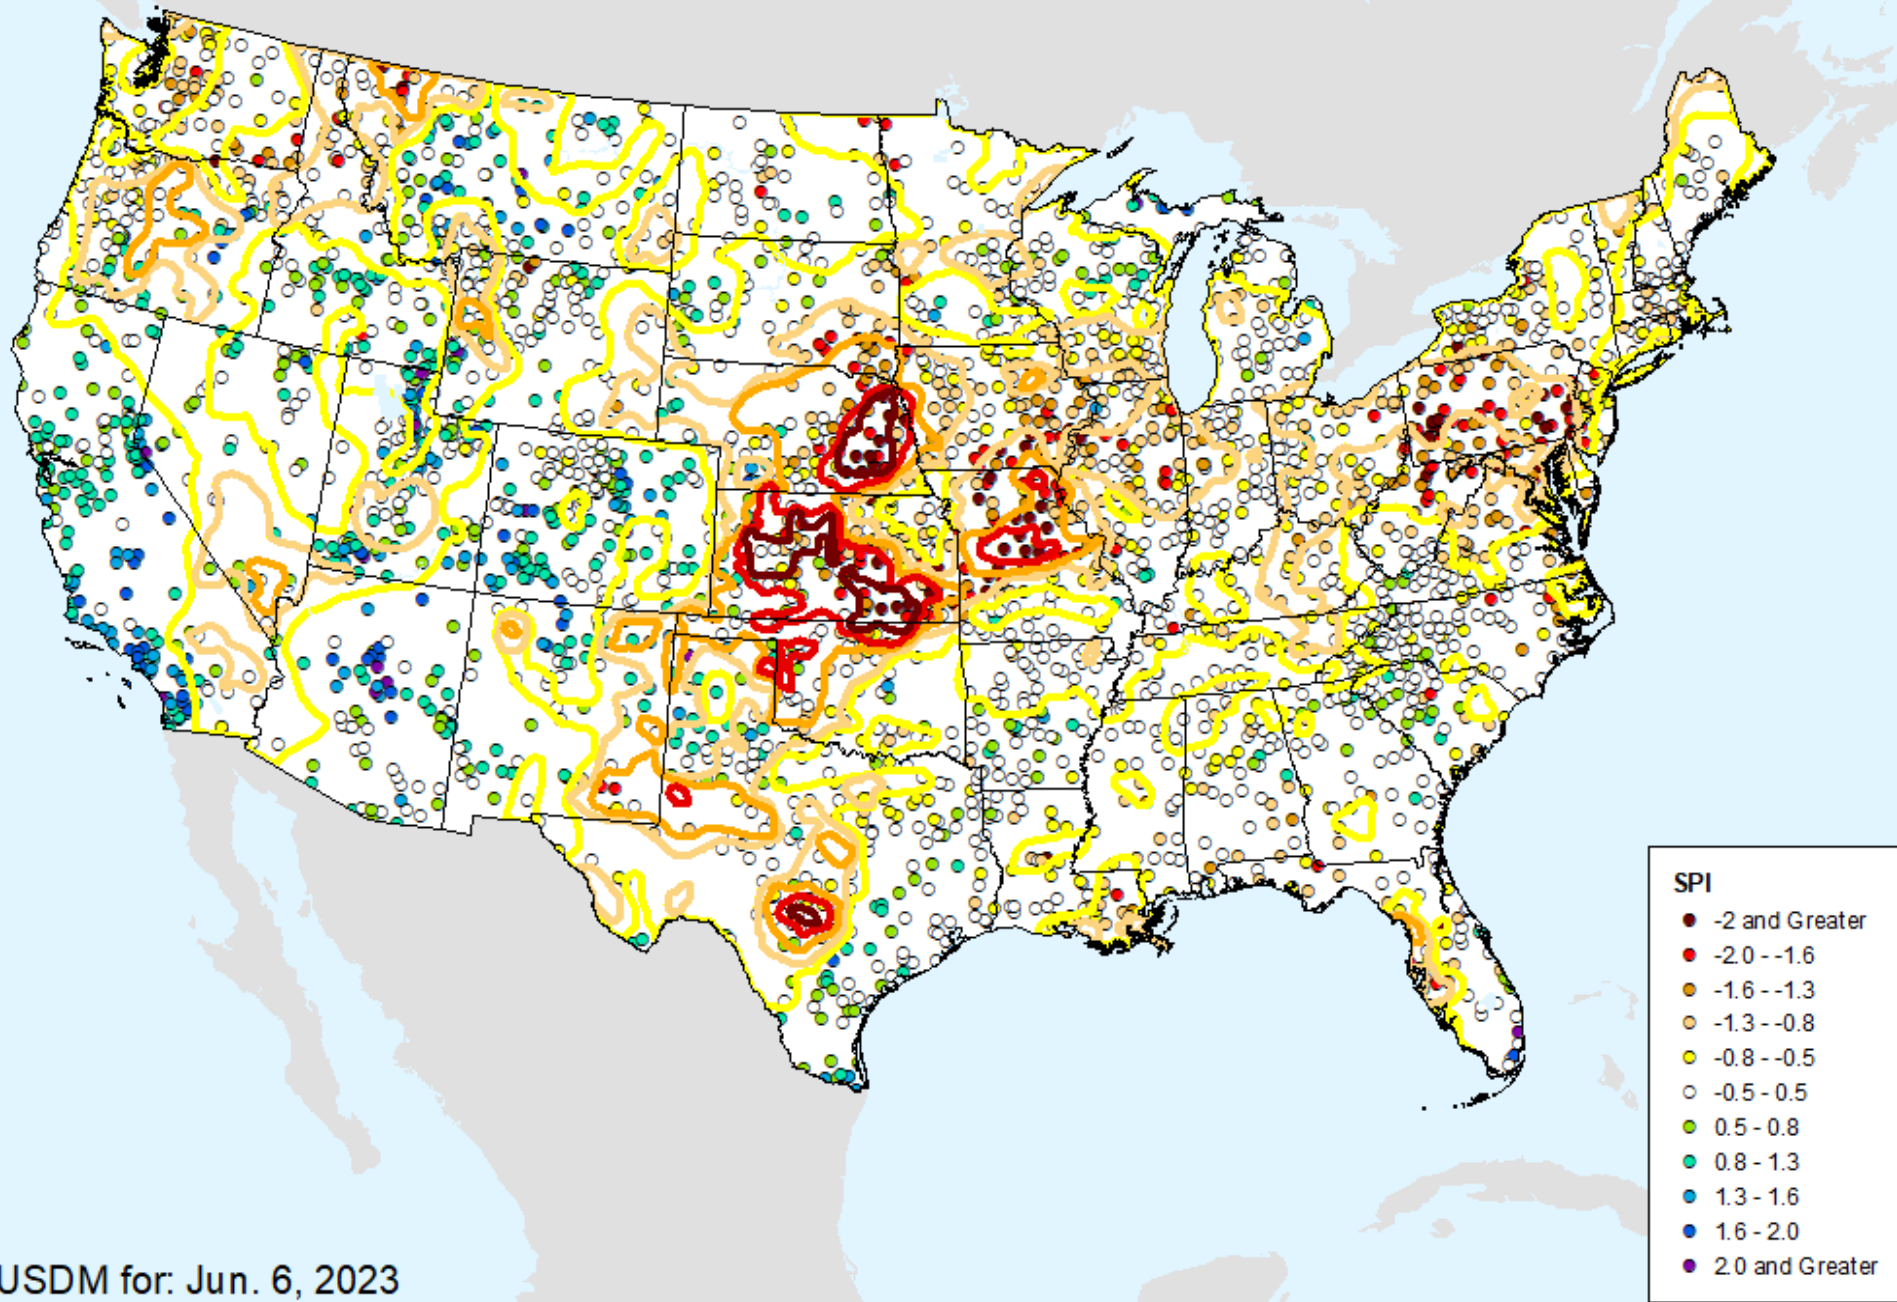 SPI
-2 and Greater
-2.0 - -1.6
-1.6 - -1.3
-1.3 - -0.8
-0.8 - -0.5
-0.5 - 0.5
0.5 - 0.8
0.8 - 1.3
1.3 - 1.6
1.6 - 2.0
2.0 and Greater
USDM for: Jun. 6, 2023